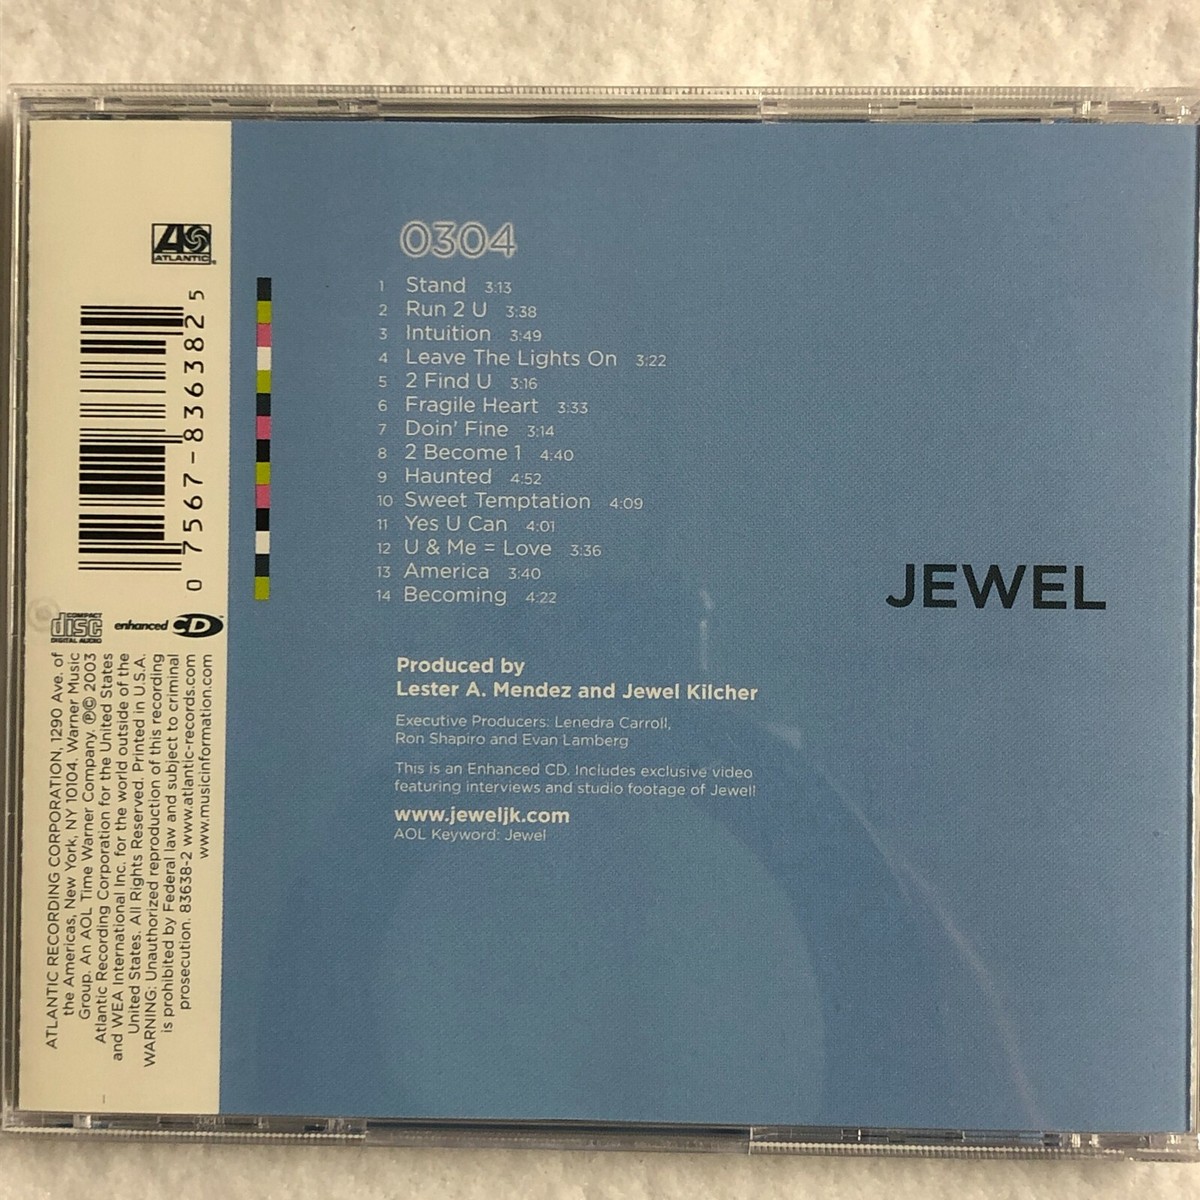 0304
1 Stand 3:13
2 Run 2 U 3:38
3 Intuition 3:49
4 Leave The Lights On 3:22
5 2 Find U 3:16
6 Fragile Heart 3:33
7 Doin' Fine 3:14
8 2 Become 1 4:40
9 Haunted 4:52
10 Sweet Temptation 4:09
11 Yes U Can 4:01
12 U & Me = Love 3:36
13 America 3:40
14 Becoming 4:22
Produced by
Lester A. Mendez and Jewel Kilcher
Executive Producers: Lenedra Carroll,
Ron Shapiro and Evan Lamberg
This is an Enhanced CD. Includes exclusive video
featuring interviews and studio footage of Jewel!
www.jeweljk.com
AOL Keyword: Jewel
JEWEL
ATLANTIC
0 7567-83638 2 5
COMPACT
disc
DIGITAL AUDIO
enhanced CD
ATLANTIC RECORDING CORPORATION, 1290 Ave. of
the Americas, New York, NY 10104. Warner Music
Group. An AOL Time Warner Company. ℗© 2003
Atlantic Recording Corporation for the United States
and WEA International Inc. for the world outside of the
United States. All Rights Reserved. Printed in U.S.A.
WARNING: Unauthorized reproduction of this recording
is prohibited by Federal law and subject to criminal
prosecution. 83638-2 www.atlantic-records.com
www.musicinformation.com